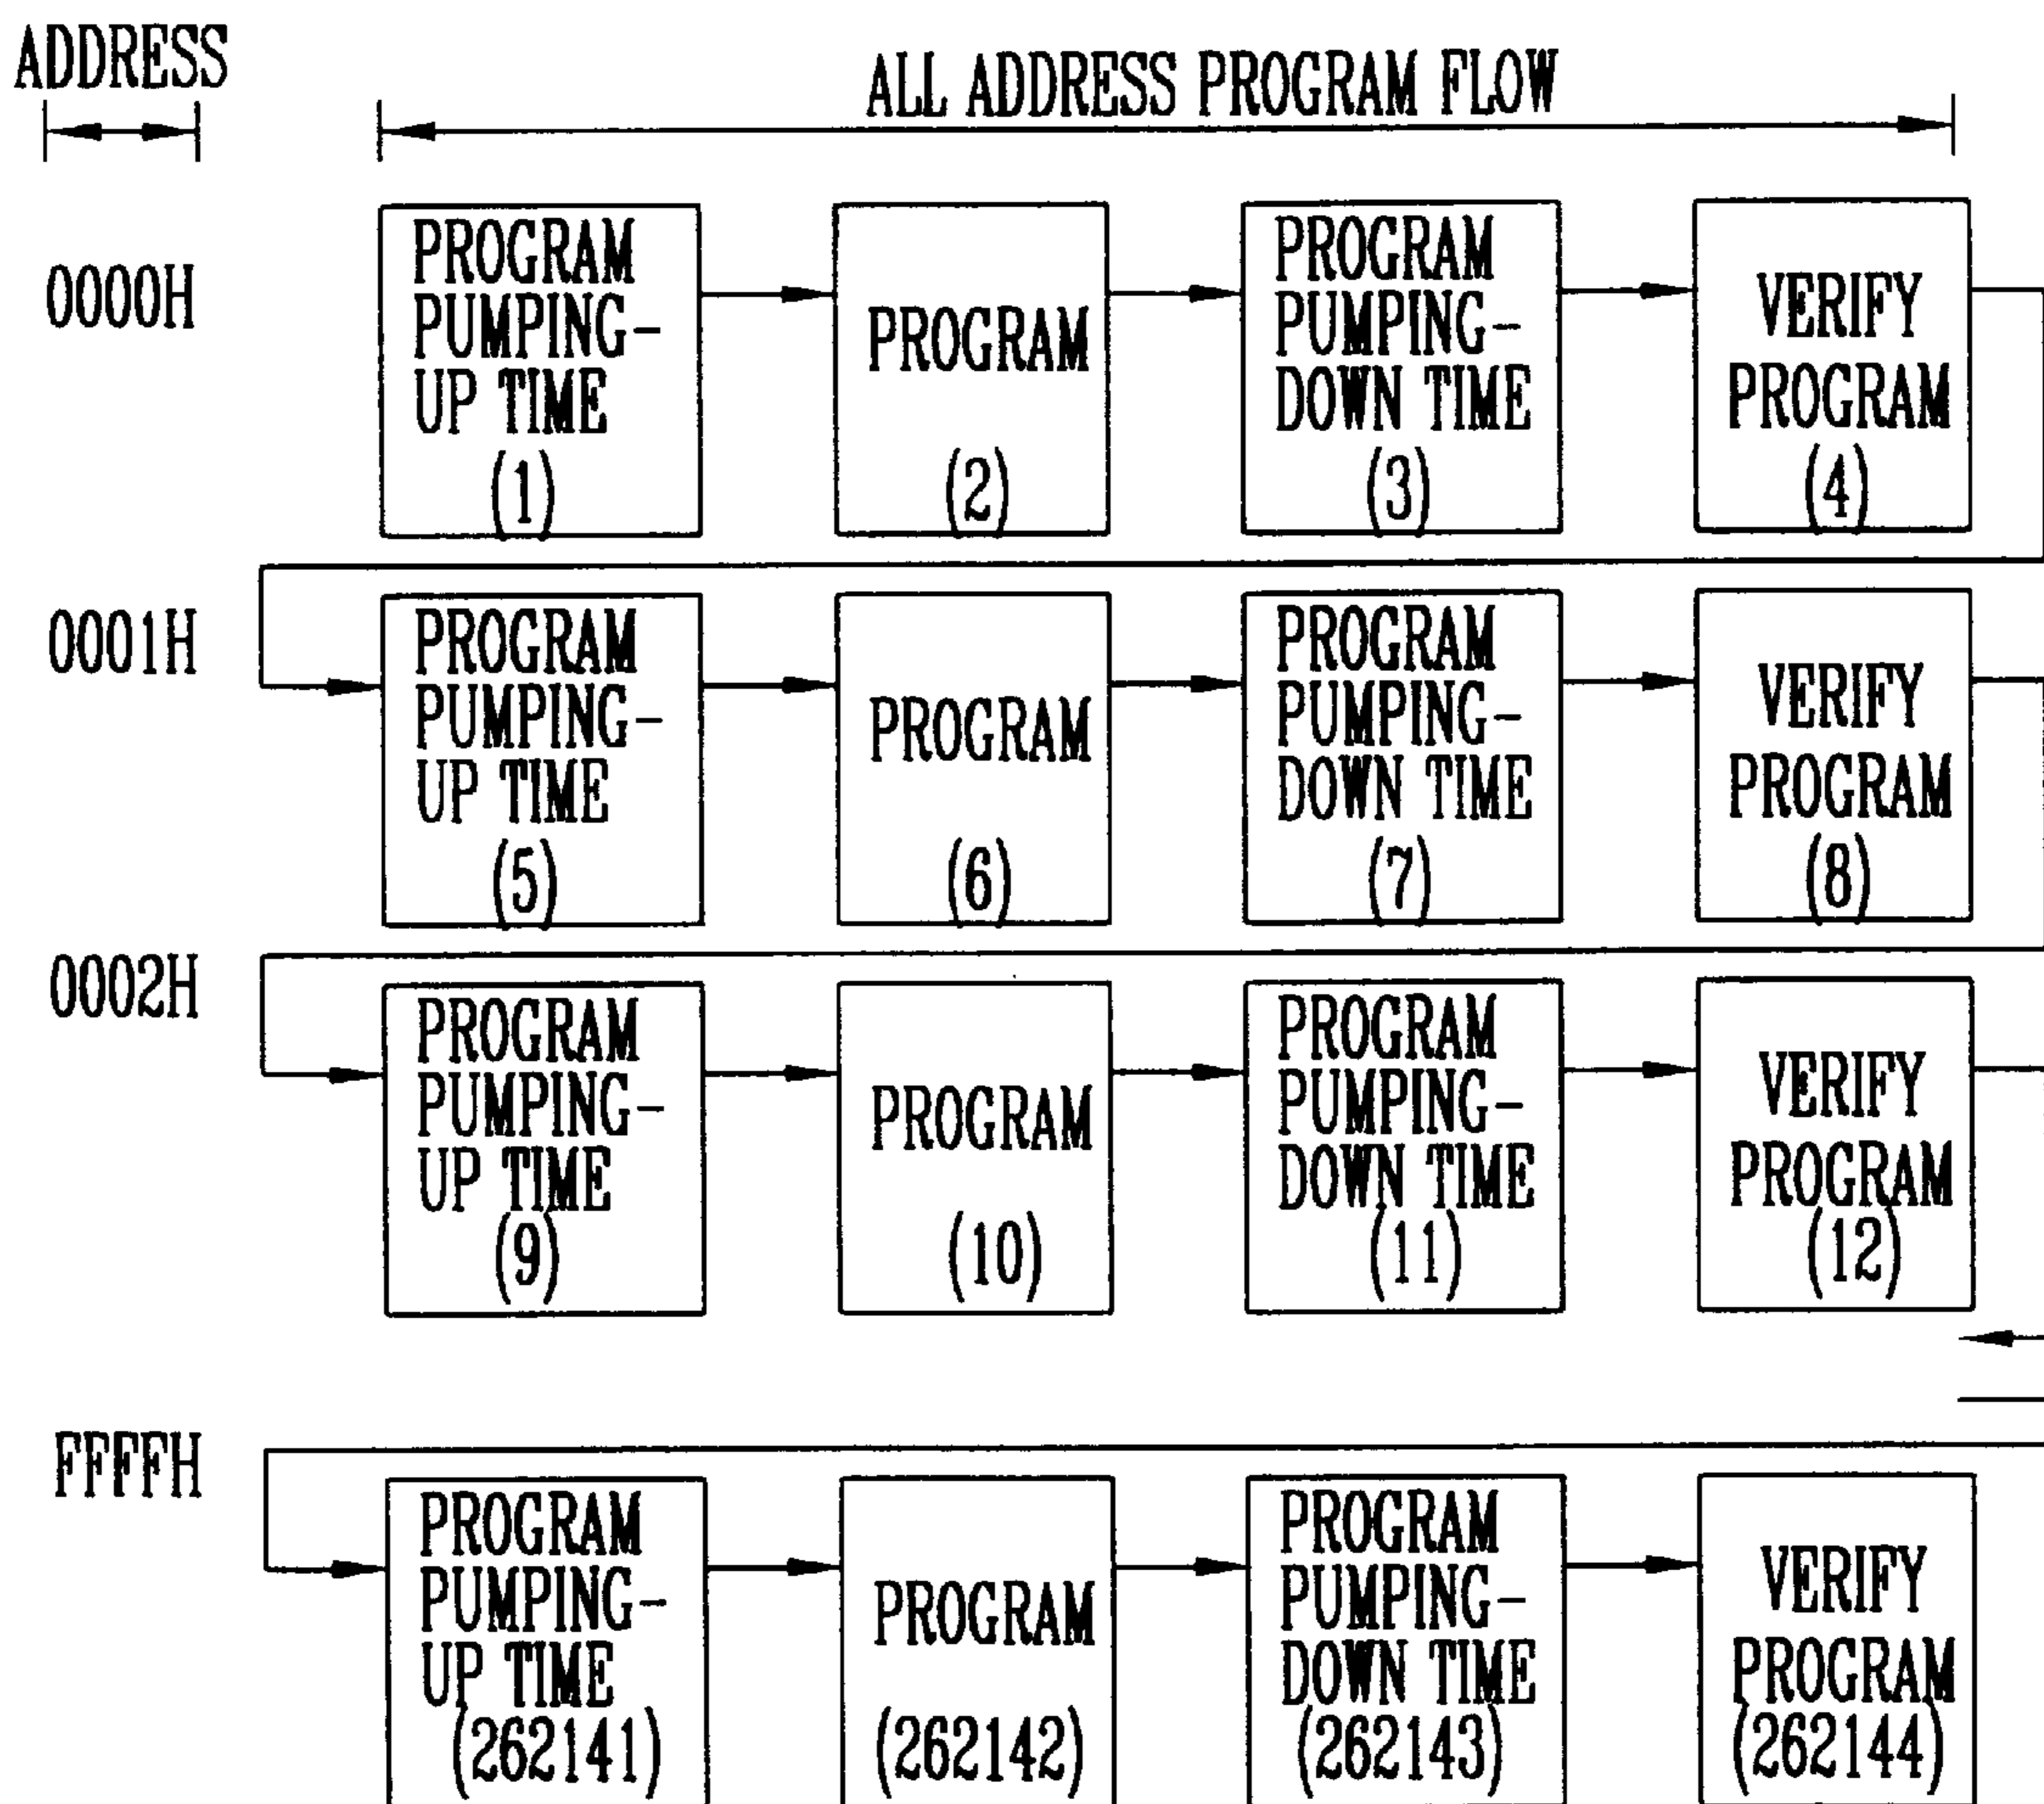 ADDRESS
ALL ADDRESS PROGRAM FLOW
0000H
PROGRAM
PUMPING-
UP TIME
(1)
PROGRAM
(2)
PROGRAM
PUMPING-
DOWN TIME
(3)
VERIFY
PROGRAM
(4)
0001H
PROGRAM
PUMPING-
UP TIME
(5)
PROGRAM
(6)
PROGRAM
PUMPING-
DOWN TIME
(7)
VERIFY
PROGRAM
(8)
0002H
PROGRAM
PUMPING-
UP TIME
(9)
PROGRAM
(10)
PROGRAM
PUMPING-
DOWN TIME
(11)
VERIFY
PROGRAM
(12)
FFFFH
PROGRAM
PUMPING-
UP TIME
(262141)
PROGRAM
(262142)
PROGRAM
PUMPING-
DOWN TIME
(262143)
VERIFY
PROGRAM
(262144)